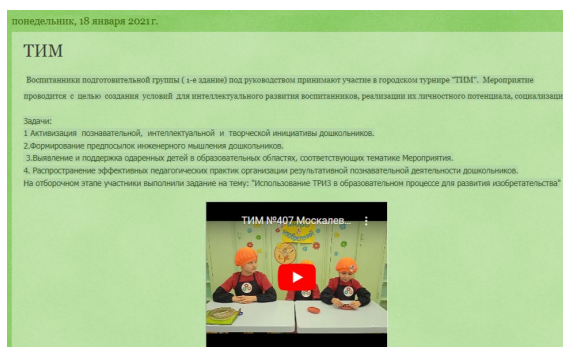 понедельник, 18 января 2021 г.
ТИМ
Воспитанники подготовительной группы ( 1-е здание) под руководством принимают участие в городском турнире "ТИМ". Мероприятие
проводится с целью создания условий для интеллектуального развития воспитанников, реализации их личностного потенциала, социализаци
Задачи:
1 Активизация познавательной, интеллектуальной и творческой инициативы дошкольников.
2.Формирование предпосылок инженерного мышления дошкольников.
3.Выявление и поддержка одаренных детей в образовательных областях, соответствующих тематике Мероприятия.
4. Распространение эффективных педагогических практик организации результативной познавательной деятельности дошкольников.
На отборочном этапе участники выполнили задание на тему: "Использование ТРИЗ в образовательном процессе для развития изобретательства"
ТИМ №407 Москалев...